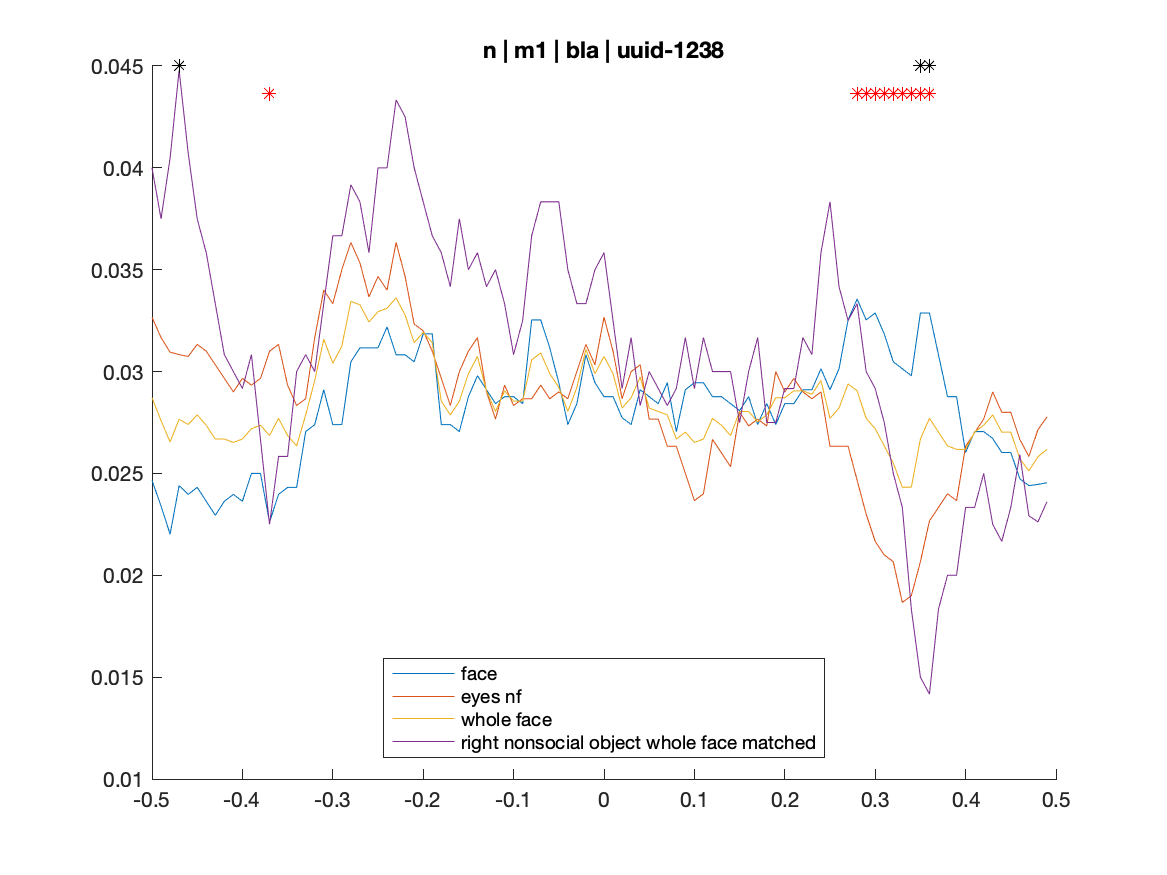 n | m1 | bla | uuid-1238
0.045
0.04
0.035
0.03
0.025
0.02
0.015
0.01
face
eyes nf
whole face
right nonsocial object whole face matched
-0.5 -0.4 -0.3 -0.2 -0.1 0 0.1 0.2 0.3 0.4 0.5